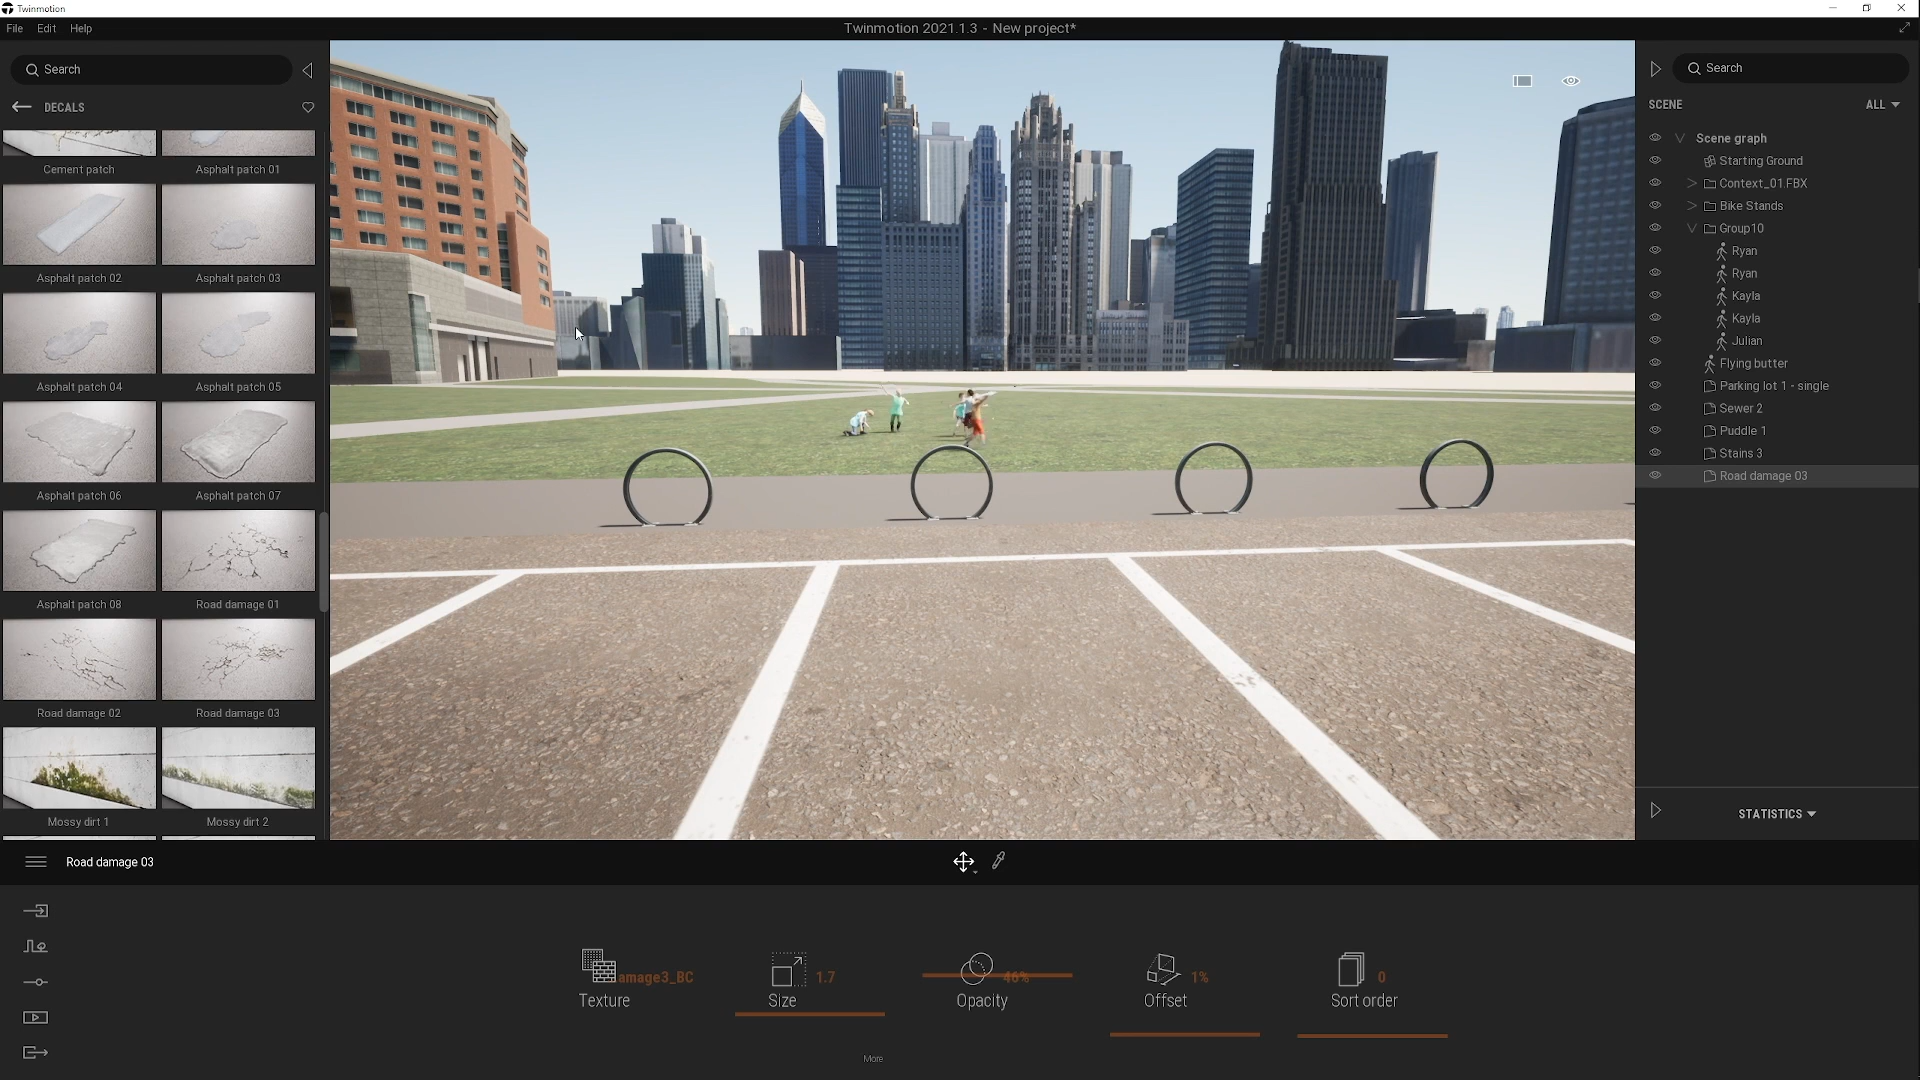 Twinmotion
File Edit Help
Twinmotion 2021.1.3 - New project*
Search
DECALS
Cement patch
Asphalt patch 01
Asphalt patch 02
Asphalt patch 03
Asphalt patch 04
Asphalt patch 05
Asphalt patch 06
Asphalt patch 07
Asphalt patch 08
Road damage 01
Road damage 02
Road damage 03
Mossy dirt 1
Mossy dirt 2
Search
SCENE ALL
Scene graph
Starting Ground
Context_01.FBX
Bike Stands
Group10
Ryan
Ryan
Kayla
Kayla
Julian
Flying butter
Parking lot 1 - single
Sewer 2
Puddle 1
Stains 3
Road damage 03
STATISTICS
Road damage 03
amage3_BC
Texture
1.7
Size
46%
Opacity
1%
Offset
0
Sort order
More